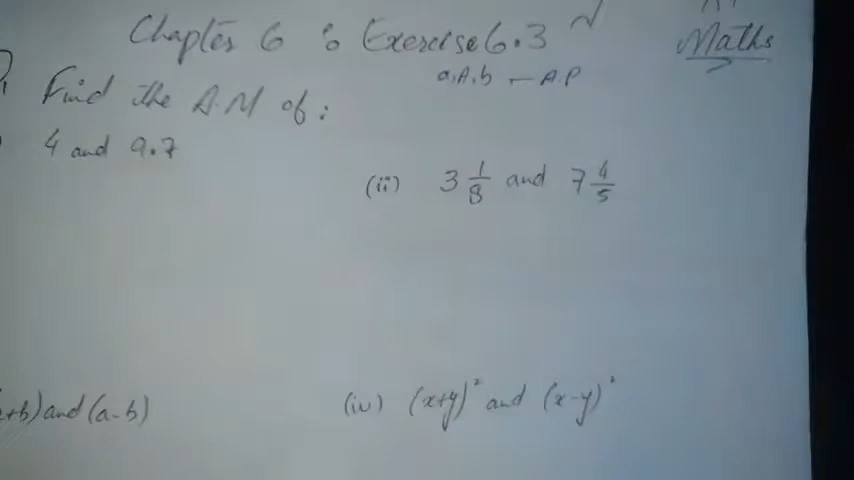 Chapter 6 : Exercise 6.3
Maths
a, A, b — A.P
Find the A.M of :
4 and 9.7
(ii) 3 1/8 and 7 4/5
+b) and (a-b)
(iv) (x+y)² and (x-y)²